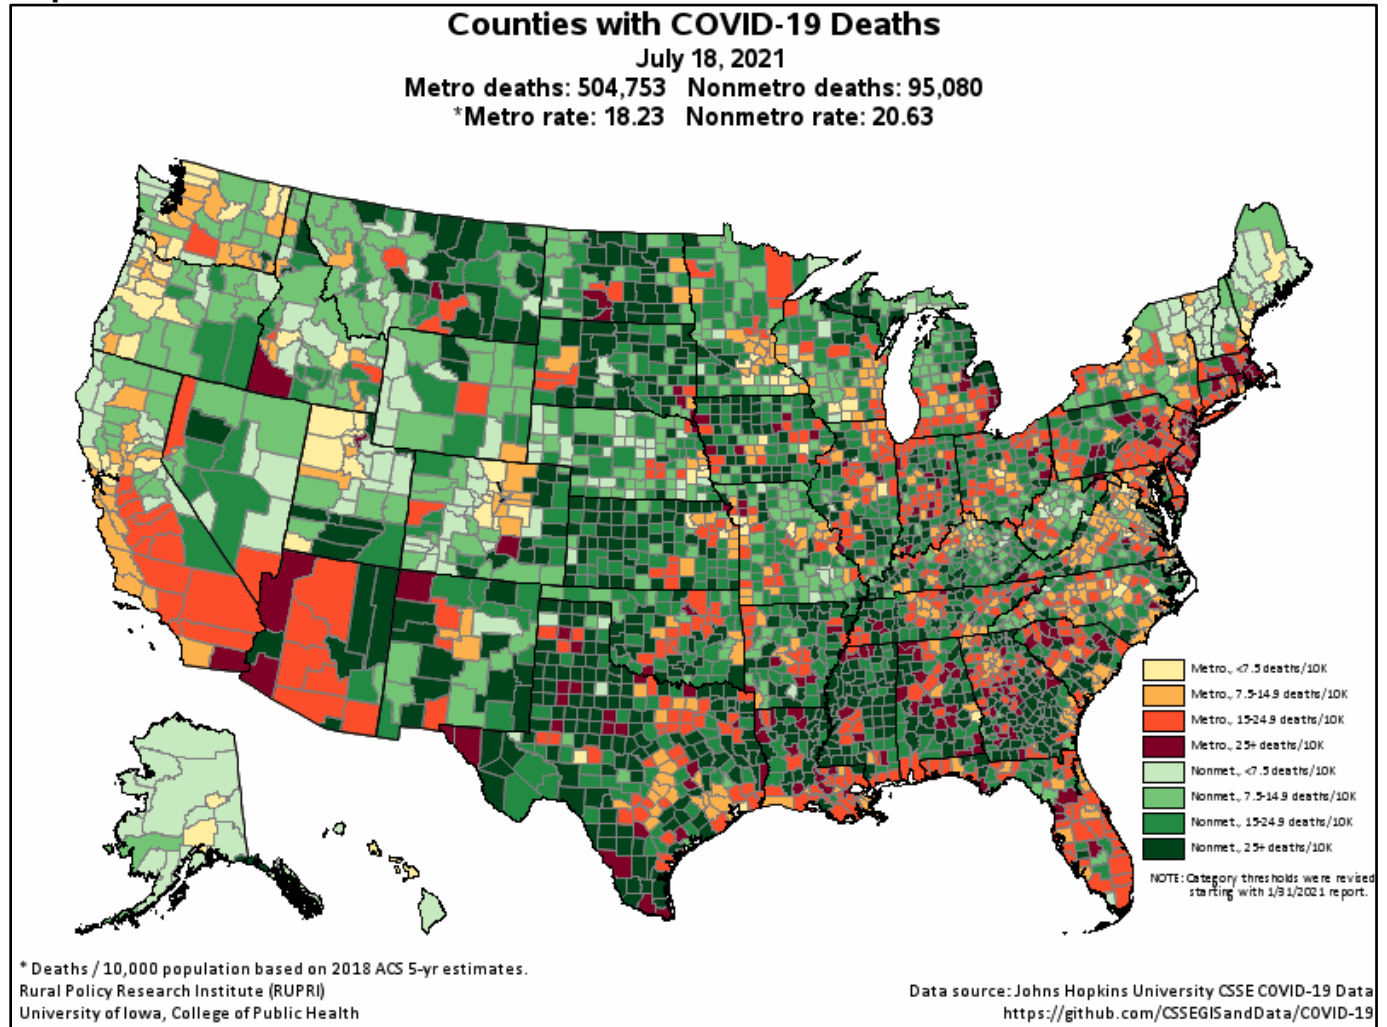 Counties with COVID-19 Deaths
July 18, 2021
Metro deaths: 504,753 Nonmetro deaths: 95,080
*Metro rate: 18.23 Nonmetro rate: 20.63
Metro., <7.5 deaths/10K
Metro., 7.5-14.9 deaths/10K
Metro., 15-24.9 deaths/10K
Metro., 25+ deaths/10K
Nonmet., <7.5 deaths/10K
Nonmet., 7.5-14.9 deaths/10K
Nonmet., 15-24.9 deaths/10K
Nonmet., 25+ deaths/10K
NOTE: Category thresholds were revised
starting with 1/31/2021 report.
* Deaths / 10,000 population based on 2018 ACS 5-yr estimates.
Rural Policy Research Institute (RUPRI)
University of Iowa, College of Public Health
Data source: Johns Hopkins University CSSE COVID-19 Data
https://github.com/CSSEGISandData/COVID-19